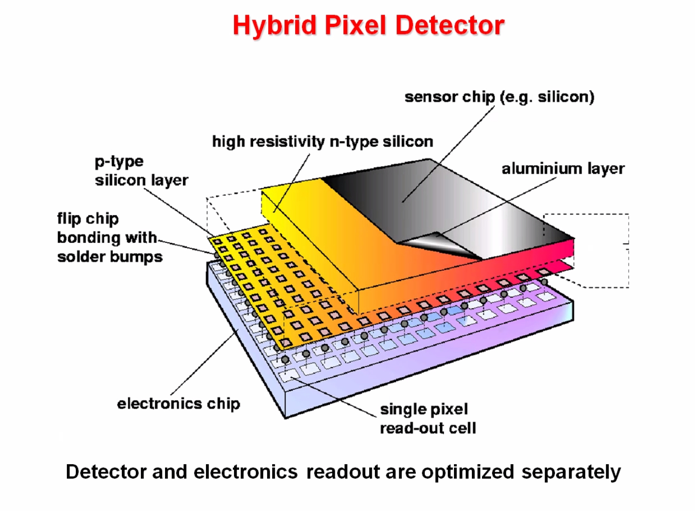 Hybrid Pixel Detector
sensor chip (e.g. silicon)
high resistivity n-type silicon
p-type
silicon layer
aluminium layer
flip chip
bonding with
solder bumps
electronics chip
single pixel
read-out cell
Detector and electronics readout are optimized separately